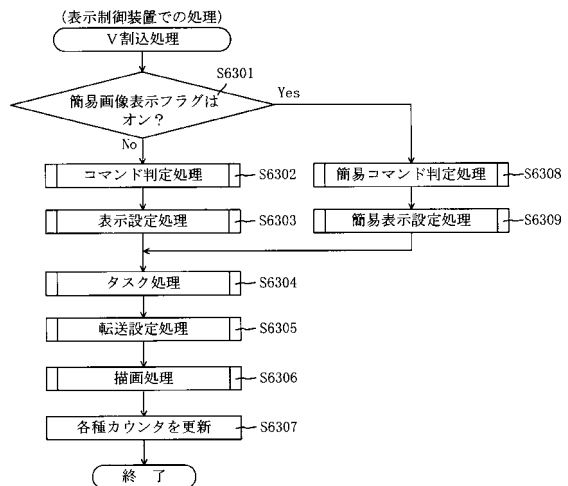 (表示制御装置での処理)
V割込処理
S6301
簡易画像表示フラグは
オン?
Yes
No
コマンド判定処理
S6302
簡易コマンド判定処理
S6308
表示設定処理
S6303
簡易表示設定処理
S6309
タスク処理
S6304
転送設定処理
S6305
描画処理
S6306
各種カウンタを更新
S6307
終 了